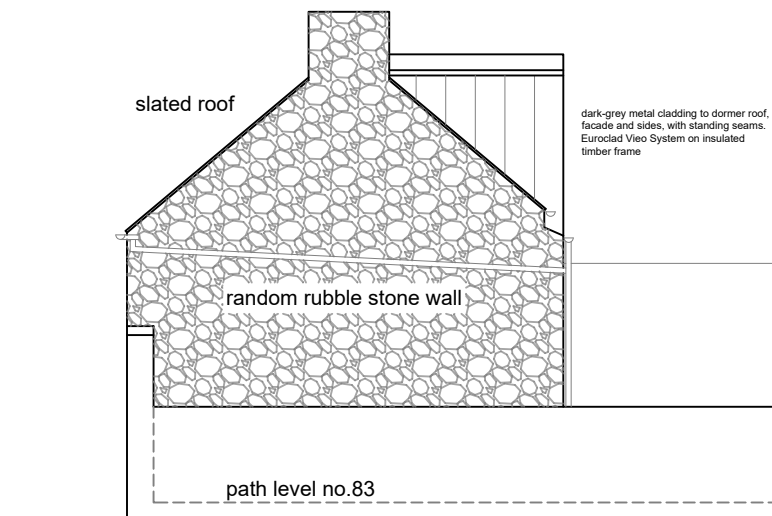 slated roof
dark-grey metal cladding to dormer roof,
facade and sides, with standing seams.
Euroclad Vieo System on insulated
timber frame
random rubble stone wall
path level no.83